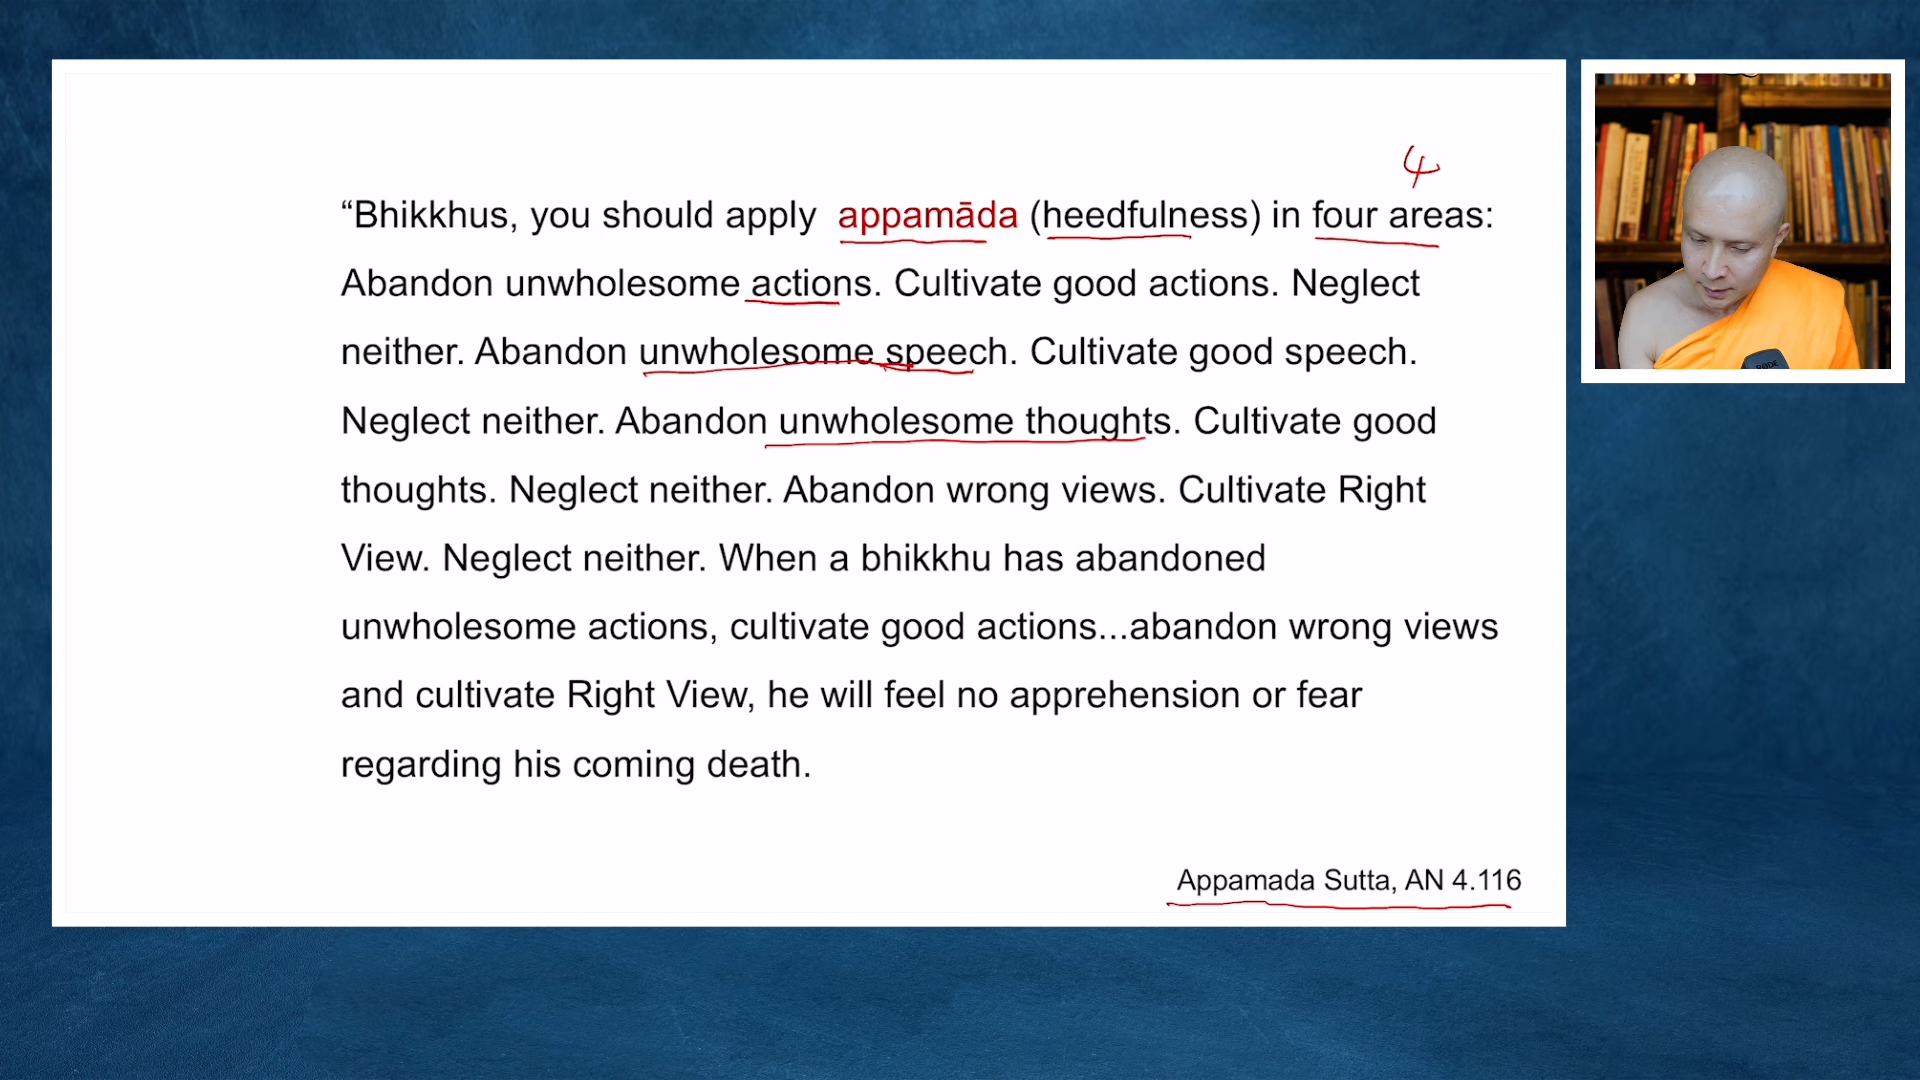 4
“Bhikkhus, you should apply appamāda (heedfulness) in four areas:
Abandon unwholesome actions. Cultivate good actions. Neglect
neither. Abandon unwholesome speech. Cultivate good speech.
Neglect neither. Abandon unwholesome thoughts. Cultivate good
thoughts. Neglect neither. Abandon wrong views. Cultivate Right
View. Neglect neither. When a bhikkhu has abandoned
unwholesome actions, cultivate good actions...abandon wrong views
and cultivate Right View, he will feel no apprehension or fear
regarding his coming death.
Appamada Sutta, AN 4.116
RODE